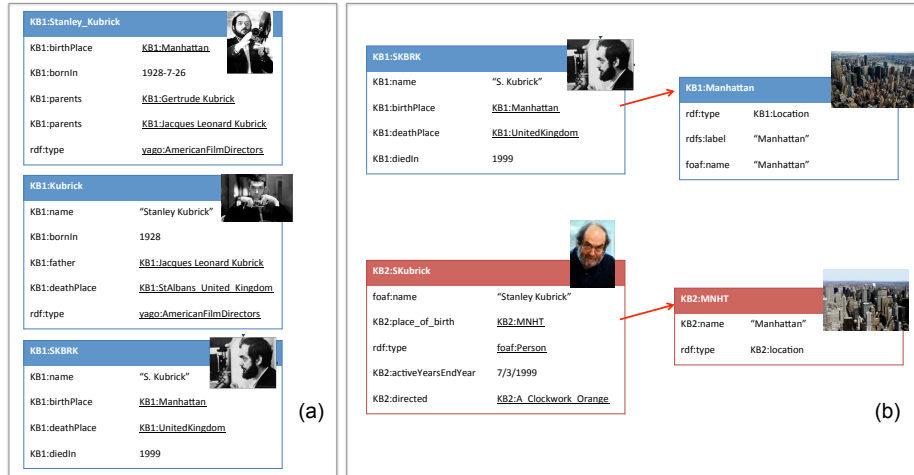 KB1:Stanley_Kubrick
KB1:birthPlace KB1:Manhattan
KB1:bornIn 1928-7-26
KB1:parents KB1:Gertrude Kubrick
KB1:parents KB1:Jacques Leonard Kubrick
rdf:type yago:AmericanFilmDirectors
KB1:Kubrick
KB1:name “Stanley Kubrick”
KB1:bornIn 1928
KB1:father KB1:Jacques Leonard Kubrick
KB1:deathPlace KB1:StAlbans_United_Kingdom
rdf:type yago:AmericanFilmDirectors
KB1:SKBRK
KB1:name “S. Kubrick”
KB1:birthPlace KB1:Manhattan
KB1:deathPlace KB1:UnitedKingdom
KB1:diedIn 1999
(a)
KB1:SKBRK
KB1:name “S. Kubrick”
KB1:birthPlace KB1:Manhattan
KB1:deathPlace KB1:UnitedKingdom
KB1:diedIn 1999
KB1:Manhattan
rdf:type KB1:Location
rdfs:label “Manhattan”
foaf:name “Manhattan”
KB2:SKubrick
foaf:name “Stanley Kubrick”
KB2:place_of_birth KB2:MNHT
rdf:type foaf:Person
KB2:activeYearsEndYear 7/3/1999
KB2:directed KB2:A_Clockwork_Orange
KB2:MNHT
KB2:name “Manhattan”
rdf:type KB2:location
(b)